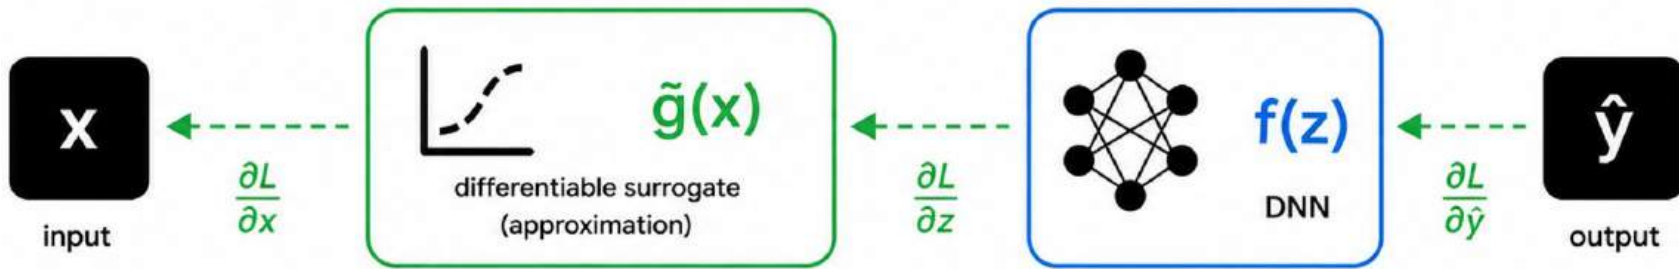 x
input
∂L
∂x
g̃(x)
differentiable surrogate
(approximation)
∂L
∂z
f(z)
DNN
∂L
∂ŷ
ŷ
output